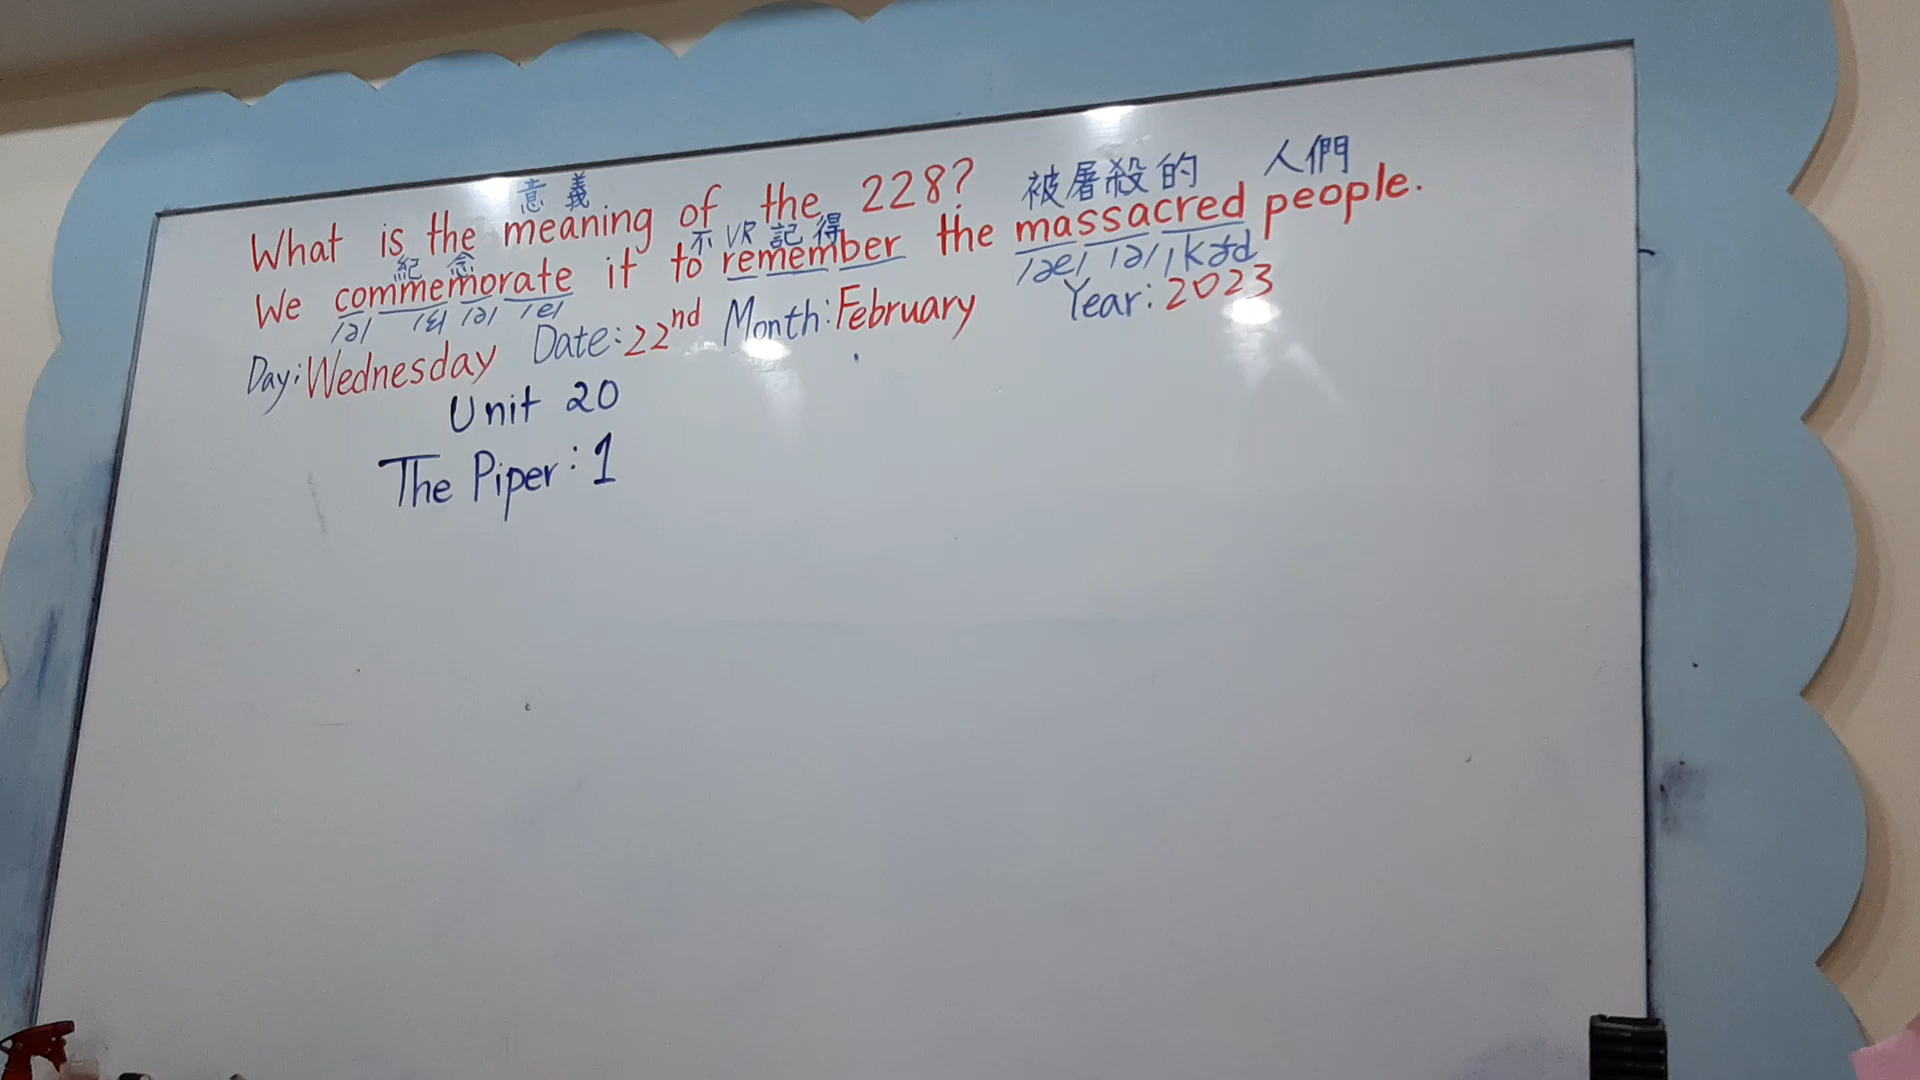 意義
What is the meaning of the 228?
被屠殺的 人們
紀念 不 VR 記得
We commemorate it to remember the massacred people.
/ə/ /ɛ/ /ə/ /e/ /æ/ /ə/
Day: Wednesday Date: 22nd Month: February Year: 2023
Unit 20
The Piper: 1